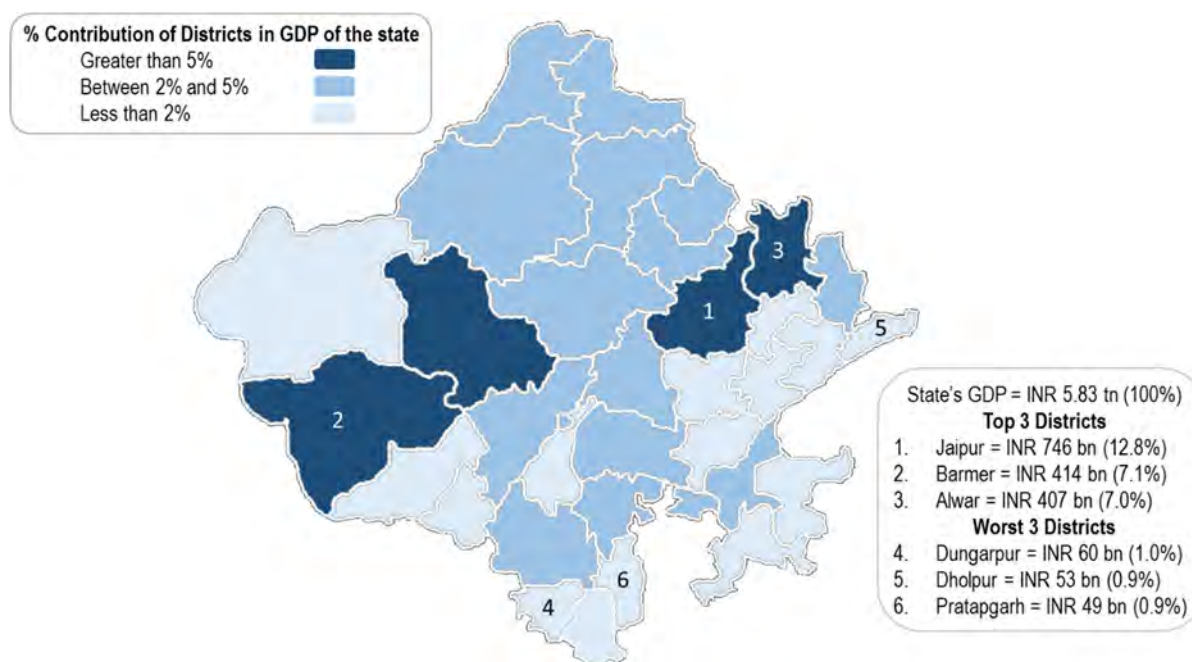 % Contribution of Districts in GDP of the state
Greater than 5%
Between 2% and 5%
Less than 2%
3
1
5
2
6
4
State's GDP = INR 5.83 tn (100%)
Top 3 Districts
1. Jaipur = INR 746 bn (12.8%)
2. Barmer = INR 414 bn (7.1%)
3. Alwar = INR 407 bn (7.0%)
Worst 3 Districts
4. Dungarpur = INR 60 bn (1.0%)
5. Dholpur = INR 53 bn (0.9%)
6. Pratapgarh = INR 49 bn (0.9%)